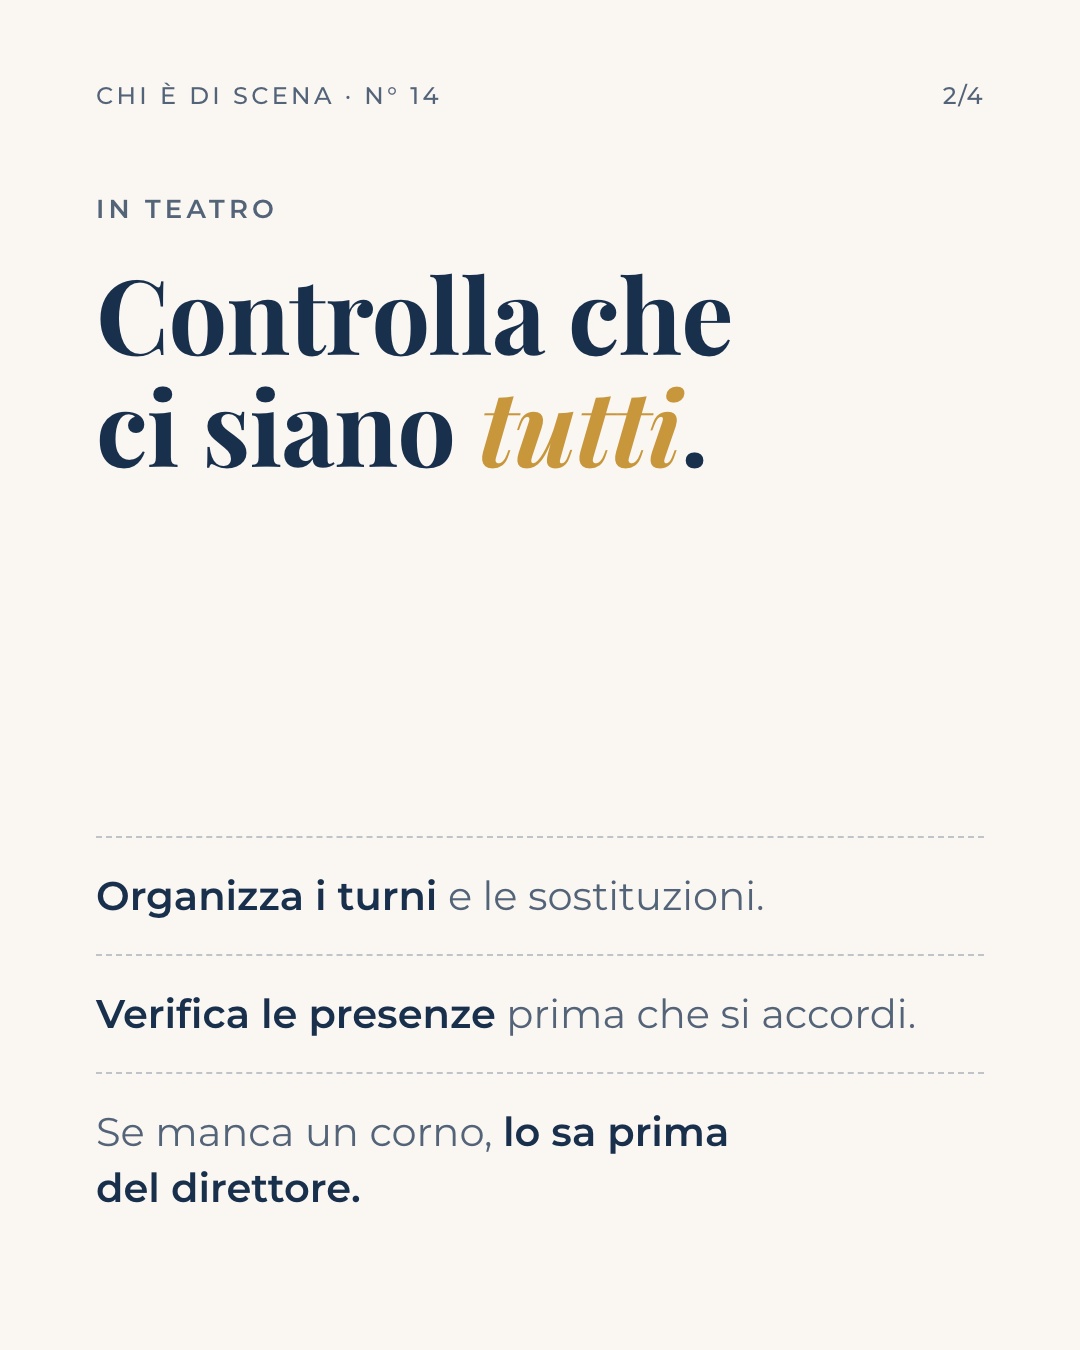 CHI È DI SCENA · N° 14
2/4
IN TEATRO
Controlla che
ci siano tutti.
Organizza i turni e le sostituzioni.
Verifica le presenze prima che si accordi.
Se manca un corno, lo sa prima
del direttore.